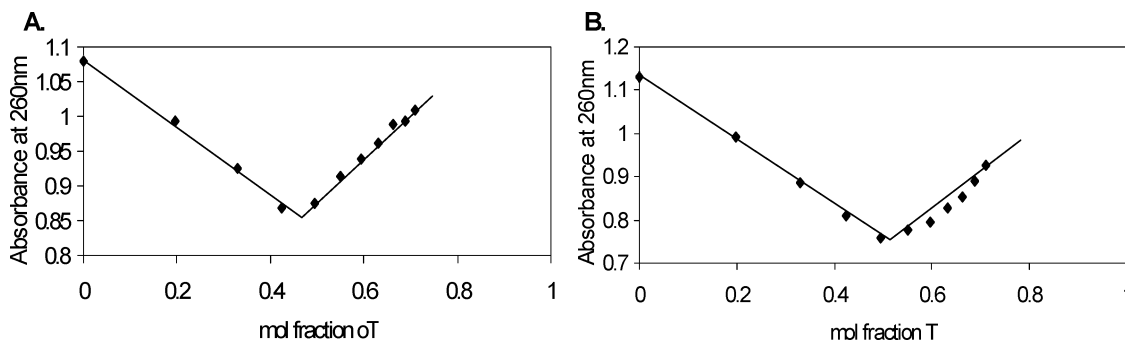 A.
1.1
1.05
1
0.95
0.9
0.85
0.8
Absorbance at 260nm
0 0.2 0.4 0.6 0.8 1
mol fraction oT
B.
1.2
1.1
1
0.9
0.8
0.7
Absorbance at 260nm
0 0.2 0.4 0.6 0.8
mol fraction T